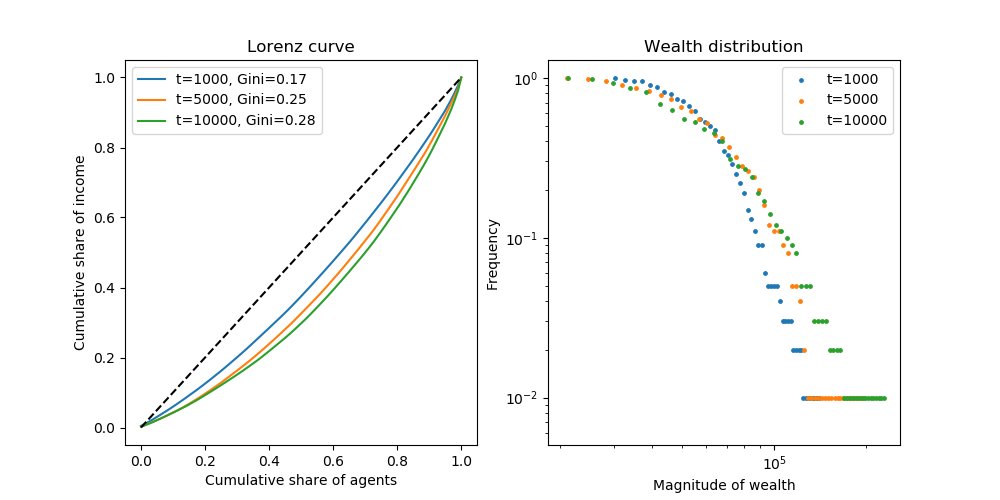 Lorenz curve
t=1000, Gini=0.17
t=5000, Gini=0.25
t=10000, Gini=0.28
Cumulative share of income
1.0
0.8
0.6
0.4
0.2
0.0
0.0 0.2 0.4 0.6 0.8 1.0
Cumulative share of agents
Wealth distribution
t=1000
t=5000
t=10000
Frequency
10⁰
10⁻¹
10⁻²
10⁵
Magnitude of wealth